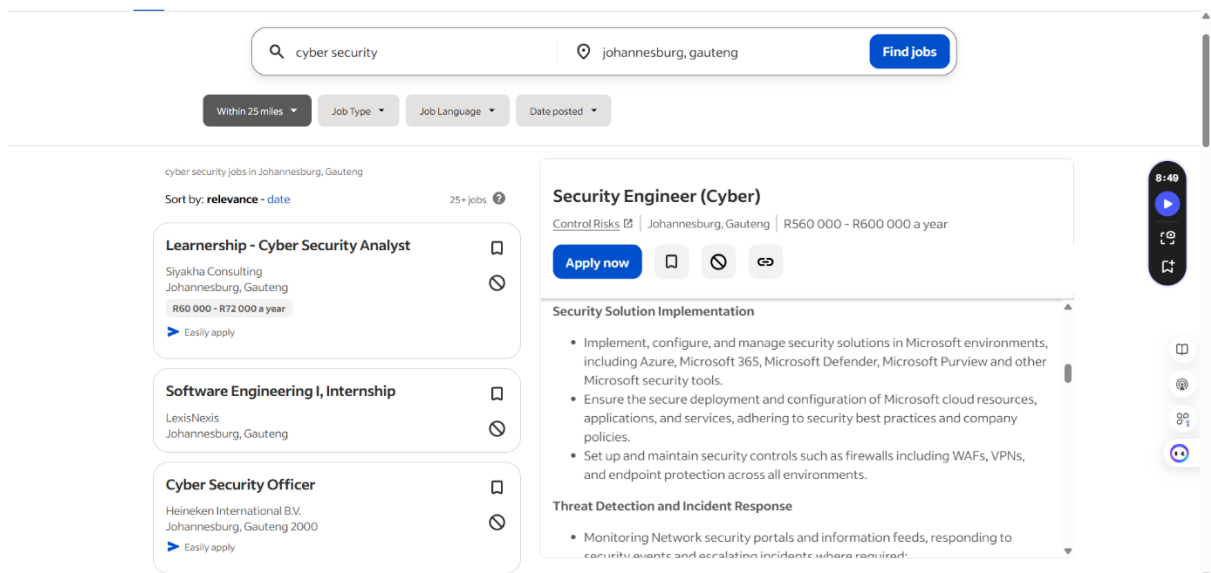 cyber security
johannesburg, gauteng
Find jobs
Within 25 miles
Job Type
Job Language
Date posted
cyber security jobs in Johannesburg, Gauteng
Sort by: relevance - date
25+ jobs
Learnership - Cyber Security Analyst
Siyakha Consulting
Johannesburg, Gauteng
R60 000 - R72 000 a year
Easily apply
Software Engineering I, Internship
LexisNexis
Johannesburg, Gauteng
Cyber Security Officer
Heineken International B.V.
Johannesburg, Gauteng 2000
Easily apply
Security Engineer (Cyber)
Control Risks
Johannesburg, Gauteng
R560 000 - R600 000 a year
Apply now
Security Solution Implementation
• Implement, configure, and manage security solutions in Microsoft environments,
including Azure, Microsoft 365, Microsoft Defender, Microsoft Purview and other
Microsoft security tools.
• Ensure the secure deployment and configuration of Microsoft cloud resources,
applications, and services, adhering to security best practices and company
policies.
• Set up and maintain security controls such as firewalls including WAFs, VPNs,
and endpoint protection across all environments.
Threat Detection and Incident Response
• Monitoring Network security portals and information feeds, responding to
security events and escalating incidents where required;
8:49